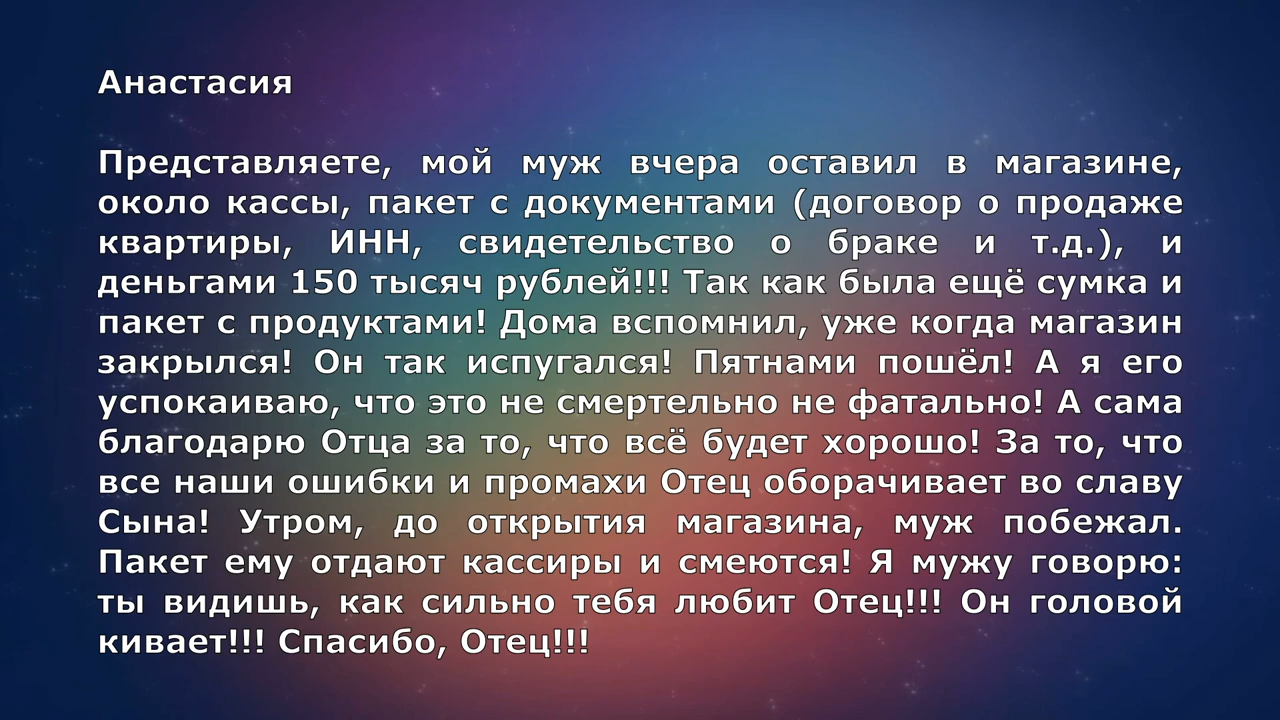 Анастасия
Представляете, мой муж вчера оставил в магазине,
около кассы, пакет с документами (договор о продаже
квартиры, ИНН, свидетельство о браке и т.д.), и
деньгами 150 тысяч рублей!!! Так как была ещё сумка и
пакет с продуктами! Дома вспомнил, уже когда магазин
закрылся! Он так испугался! Пятнами пошёл! А я его
успокаиваю, что это не смертельно не фатально! А сама
благодарю Отца за то, что всё будет хорошо! За то, что
все наши ошибки и промахи Отец оборачивает во славу
Сына! Утром, до открытия магазина, муж побежал.
Пакет ему отдают кассиры и смеются! Я мужу говорю:
ты видишь, как сильно тебя любит Отец!!! Он головой
кивает!!! Спасибо, Отец!!!